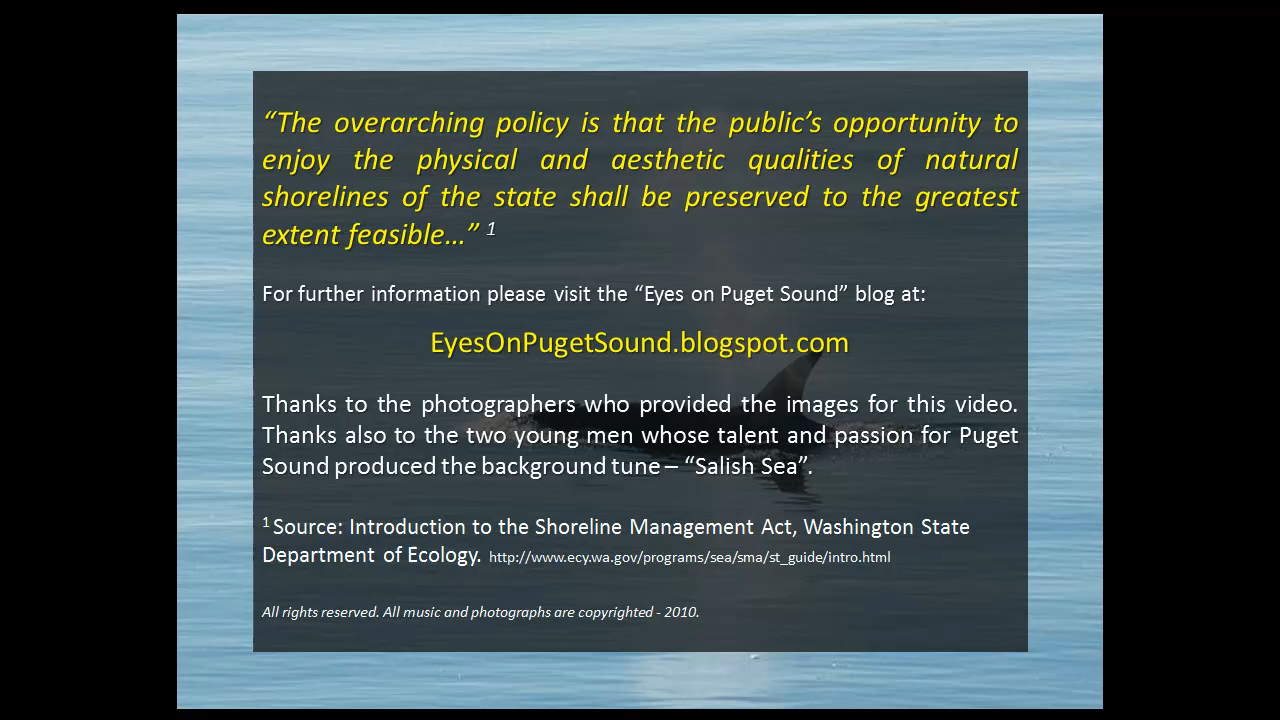 “The overarching policy is that the public’s opportunity to
enjoy the physical and aesthetic qualities of natural
shorelines of the state shall be preserved to the greatest
extent feasible…” 1
For further information please visit the “Eyes on Puget Sound” blog at:
EyesOnPugetSound.blogspot.com
Thanks to the photographers who provided the images for this video.
Thanks also to the two young men whose talent and passion for Puget
Sound produced the background tune – “Salish Sea”.
1 Source: Introduction to the Shoreline Management Act, Washington State
Department of Ecology. http://www.ecy.wa.gov/programs/sea/sma/st_guide/intro.html
All rights reserved. All music and photographs are copyrighted - 2010.